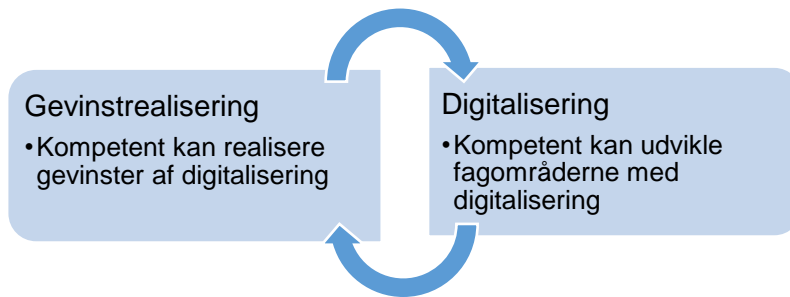 Gevinstrealisering
•Kompetent kan realisere
gevinster af digitalisering
Digitalisering
•Kompetent kan udvikle
fagområderne med
digitalisering